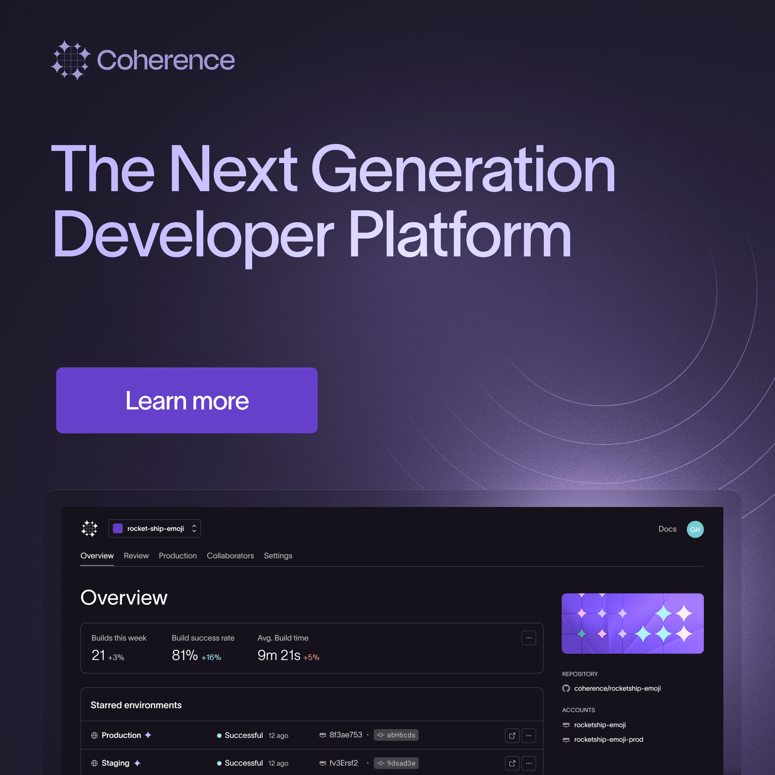 Coherence
The Next Generation
Developer Platform
Learn more
rocket-ship-emoji
Docs
GH
Overview Review Production Collaborators Settings
Overview
Builds this week Build success rate Avg. Build time
21 +3% 81% +16% 9m 21s +5%
REPOSITORY
coherence/rocketship-emoji
ACCOUNTS
rocketship-emoji
rocketship-emoji-prod
Starred environments
Production Successful 12 ago 8f3ae753 · abH6cds
Staging Successful 12 ago fv3Ersf2 · 9dsad3e